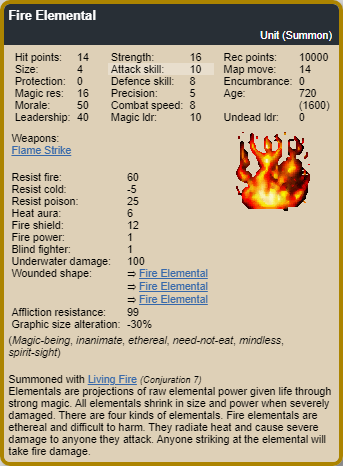 Fire Elemental
Unit (Summon)
Hit points: 14 Strength: 16 Rec points: 10000
Size: 4 Attack skill: 10 Map move: 14
Protection: 0 Defence skill: 8 Encumbrance: 0
Magic res: 16 Precision: 5 Age: 720
Morale: 50 Combat speed: 8 (1600)
Leadership: 40 Magic ldr: 10 Undead ldr: 0
Weapons:
Flame Strike
Resist fire: 60
Resist cold: -5
Resist poison: 25
Heat aura: 6
Fire shield: 12
Fire power: 1
Blind fighter: 1
Underwater damage: 100
Wounded shape: ⇒ Fire Elemental
⇒ Fire Elemental
⇒ Fire Elemental
Affliction resistance: 99
Graphic size alteration: -30%
(Magic-being, inanimate, ethereal, need-not-eat, mindless,
spirit-sight)
Summoned with Living Fire (Conjuration 7)
Elementals are projections of raw elemental power given life through
strong magic. All elementals shrink in size and power when severely
damaged. There are four kinds of elementals. Fire elementals are
ethereal and difficult to harm. They radiate heat and cause severe
damage to anyone they attack. Anyone striking at the elemental will
take fire damage.